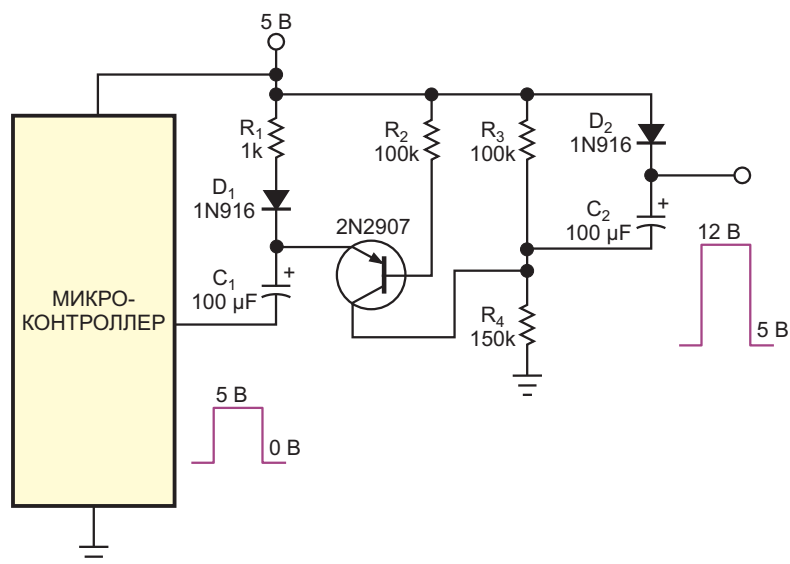 5 В
R1
1k
D1
1N916
R2
100k
R3
100k
D2
1N916
2N2907
C1
100 µF
+
C2
100 µF
+
МИКРО-
КОНТРОЛЛЕР
R4
150k
12 В
5 В
5 В
0 В